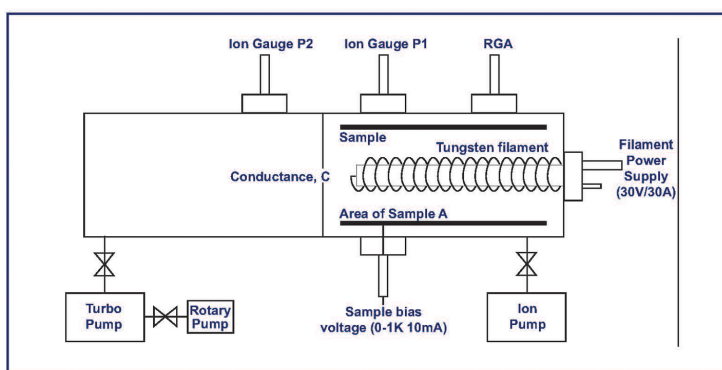 Ion Gauge P2
Ion Gauge P1
RGA
Sample
Tungsten filament
Filament
Power
Supply
(30V/30A)
Conductance, C
Area of Sample A
Turbo
Pump
Rotary
Pump
Sample bias
voltage (0-1K 10mA)
Ion
Pump